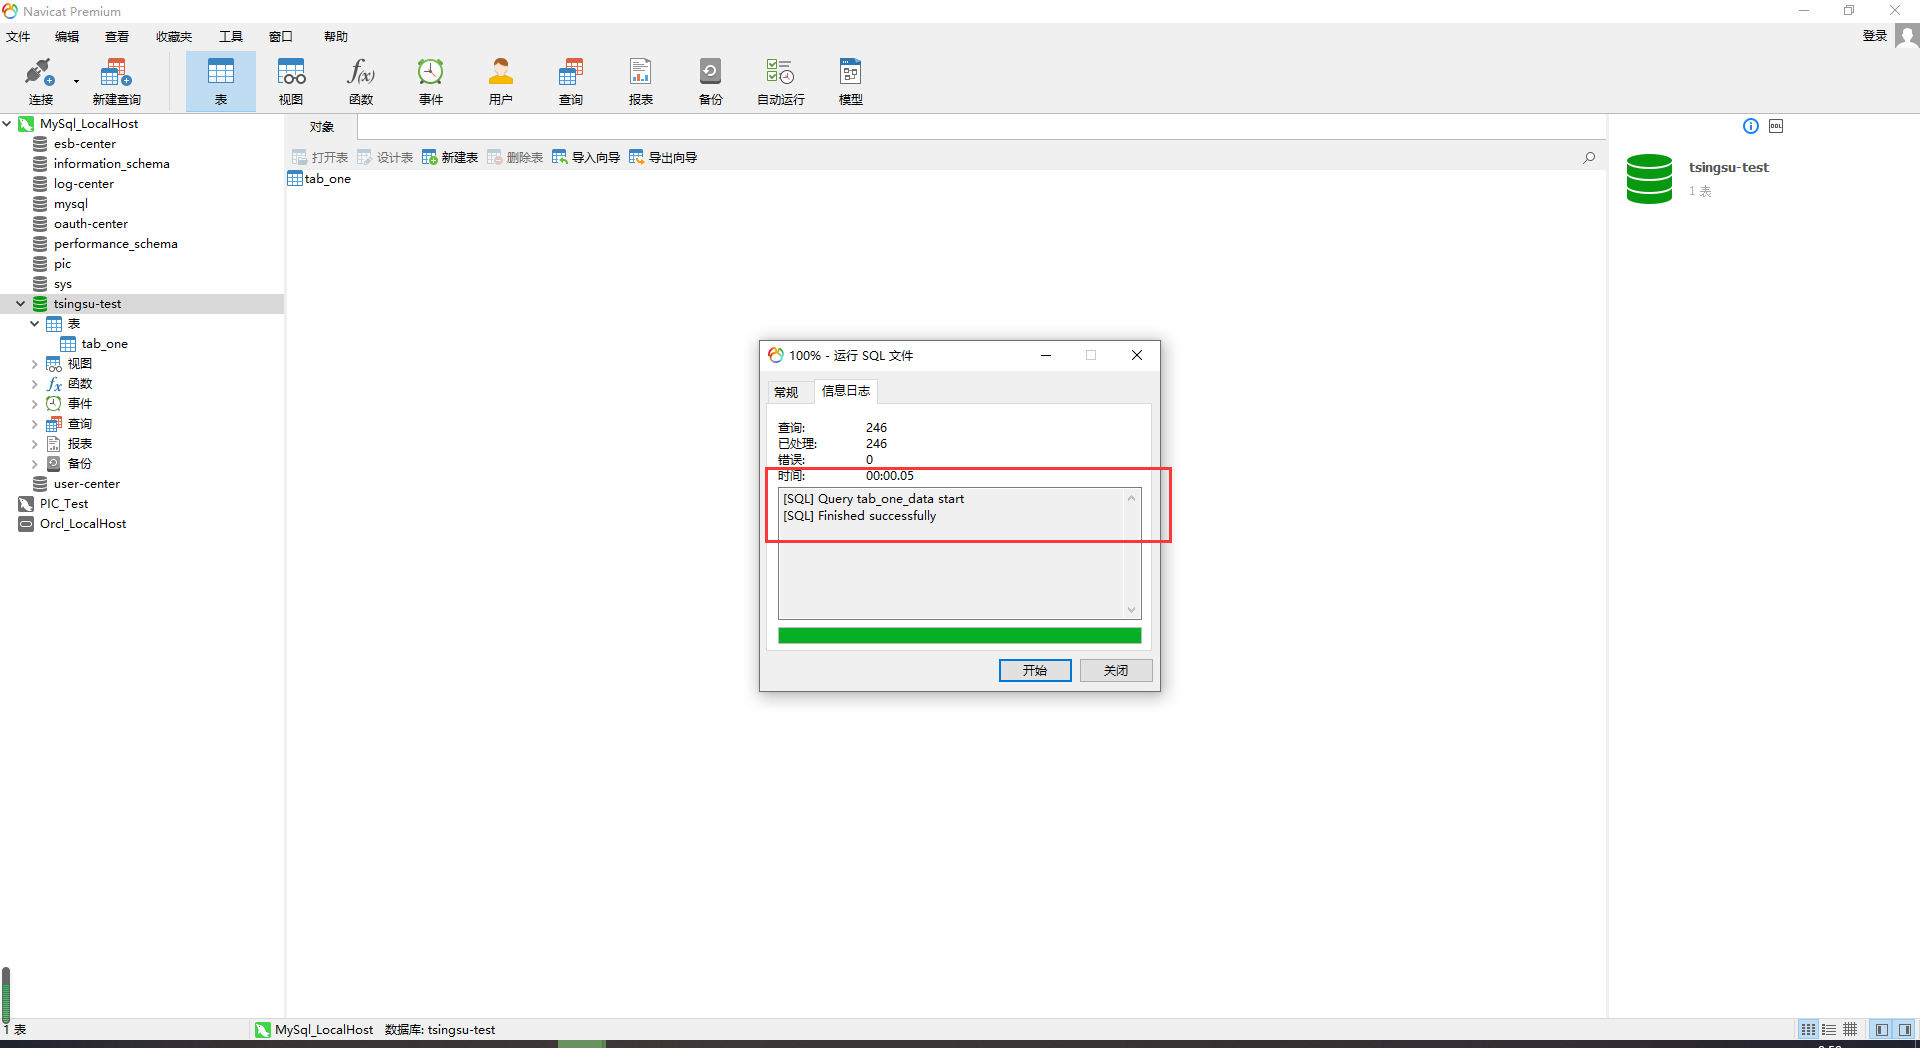 Navicat Premium
文件 编辑 查看 收藏夹 工具 窗口 帮助 登录
连接 新建查询 表 视图 函数 事件 用户 查询 报表 备份 自动运行 模型
MySql_LocalHost
esb-center
information_schema
log-center
mysql
oauth-center
performance_schema
pic
sys
tsingsu-test
表
tab_one
视图
函数
事件
查询
报表
备份
user-center
PIC_Test
Orcl_LocalHost
对象
打开表 设计表 新建表 删除表 导入向导 导出向导
tab_one
DDL
tsingsu-test
1 表
100% - 运行 SQL 文件
常规 信息日志
查询: 246
已处理: 246
错误: 0
时间: 00:00.05
[SQL] Query tab_one_data start
[SQL] Finished successfully
开始 关闭
1 表 MySql_LocalHost 数据库: tsingsu-test